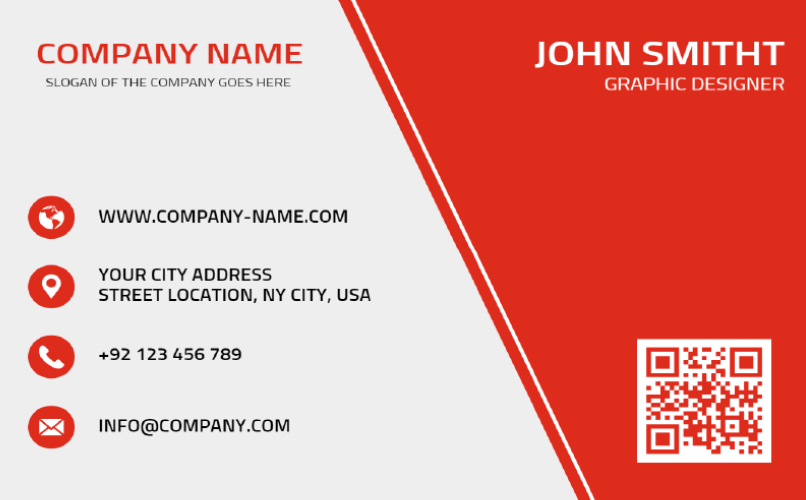 COMPANY NAME
SLOGAN OF THE COMPANY GOES HERE
JOHN SMITHT
GRAPHIC DESIGNER
WWW.COMPANY-NAME.COM
YOUR CITY ADDRESS
STREET LOCATION, NY CITY, USA
+92 123 456 789
INFO@COMPANY.COM